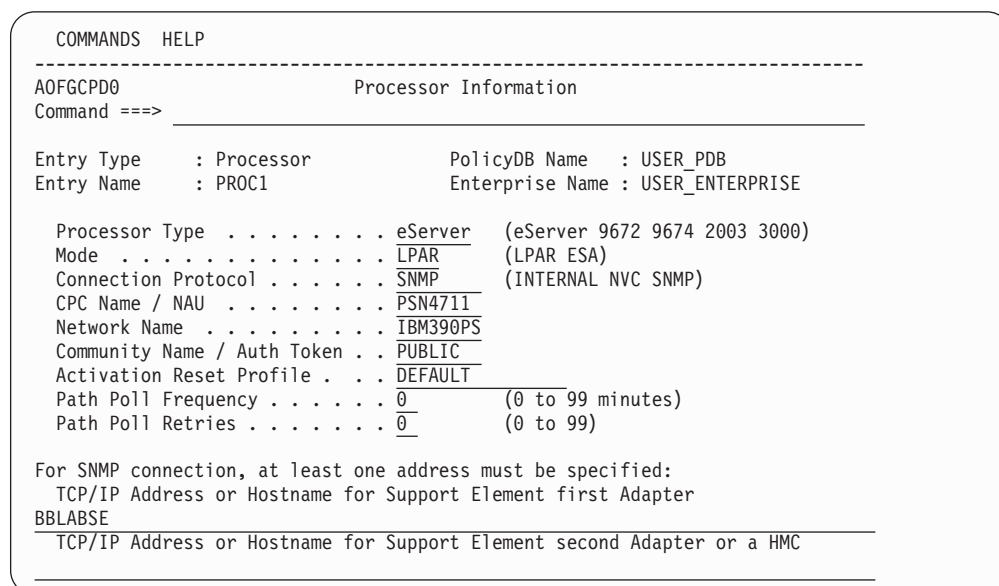 COMMANDS HELP
-------------------------------------------------------------------------------
AOFGCPD0 Processor Information
Command ===>
Entry Type : Processor PolicyDB Name : USER_PDB
Entry Name : PROC1 Enterprise Name : USER_ENTERPRISE
Processor Type . . . . . . . . eServer (eServer 9672 9674 2003 3000)
Mode . . . . . . . . . . . . . LPAR (LPAR ESA)
Connection Protocol . . . . . . SNMP (INTERNAL NVC SNMP)
CPC Name / NAU . . . . . . . . PSN4711
Network Name . . . . . . . . . IBM390PS
Community Name / Auth Token . . PUBLIC
Activation Reset Profile . . . DEFAULT
Path Poll Frequency . . . . . . 0 (0 to 99 minutes)
Path Poll Retries . . . . . . . 0 (0 to 99)
For SNMP connection, at least one address must be specified:
TCP/IP Address or Hostname for Support Element first Adapter
BBLABSE
TCP/IP Address or Hostname for Support Element second Adapter or a HMC